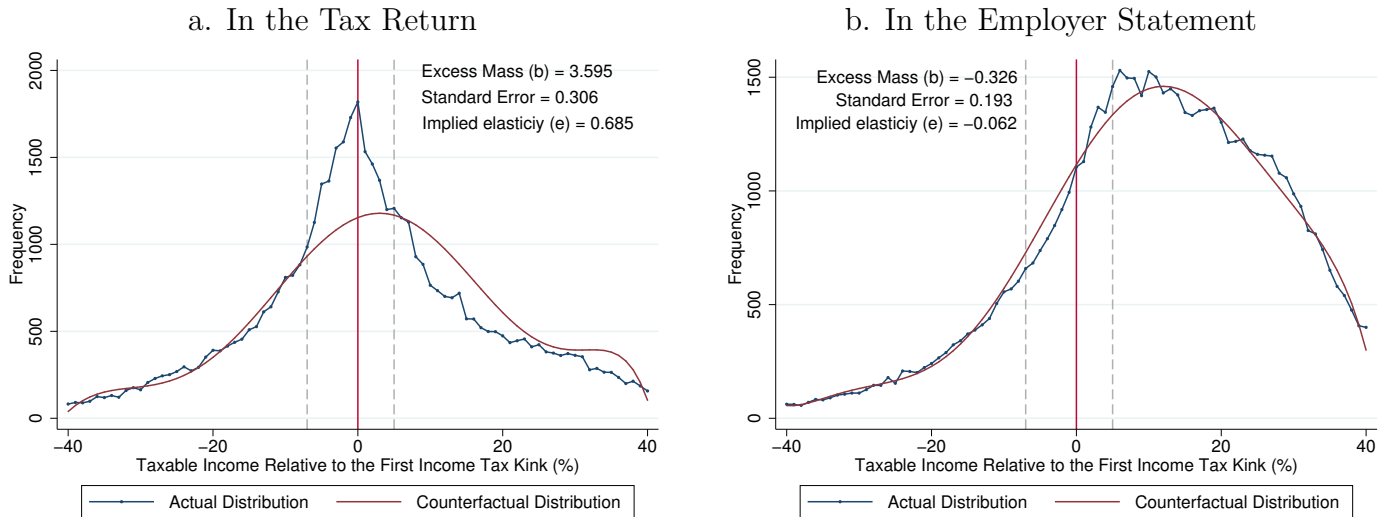 a. In the Tax Return
2000
1500
1000
500
0
Frequency
Excess Mass (b) = 3.595
Standard Error = 0.306
Implied elasticiy (e) = 0.685
−40
−20
0
20
40
Taxable Income Relative to the First Income Tax Kink (%)
Actual Distribution
Counterfactual Distribution
b. In the Employer Statement
1500
1000
500
0
Frequency
Excess Mass (b) = −0.326
Standard Error = 0.193
Implied elasticiy (e) = −0.062
−40
−20
0
20
40
Taxable Income Relative to the First Income Tax Kink (%)
Actual Distribution
Counterfactual Distribution